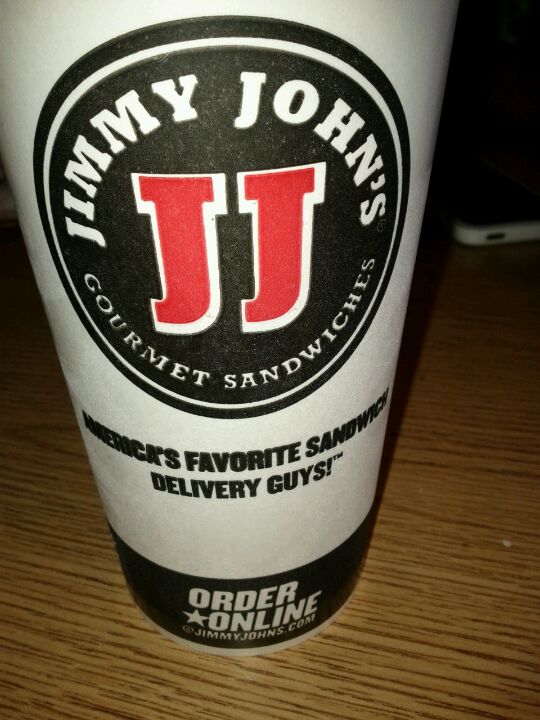 JIMMY JOHN'S
JJ
GOURMET SANDWICHES
AMERICA'S FAVORITE SANDWICH
DELIVERY GUYS!™
ORDER
★ONLINE
@JIMMYJOHNS.COM